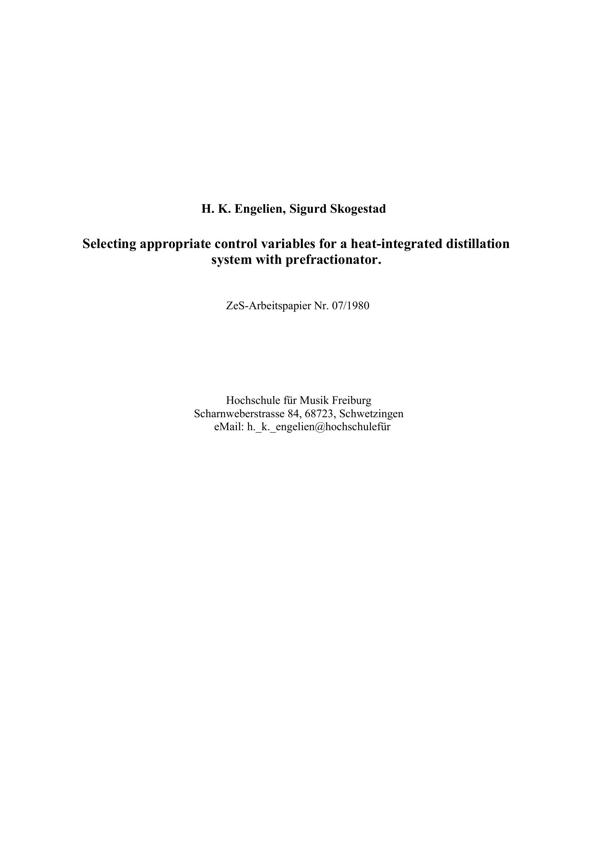 H. K. Engelien, Sigurd Skogestad
Selecting appropriate control variables for a heat-integrated distillation
system with prefractionator.
ZeS-Arbeitspapier Nr. 07/1980
Hochschule für Musik Freiburg
Scharnweberstrasse 84, 68723, Schwetzingen
eMail: h._k._engelien@hochschulefür